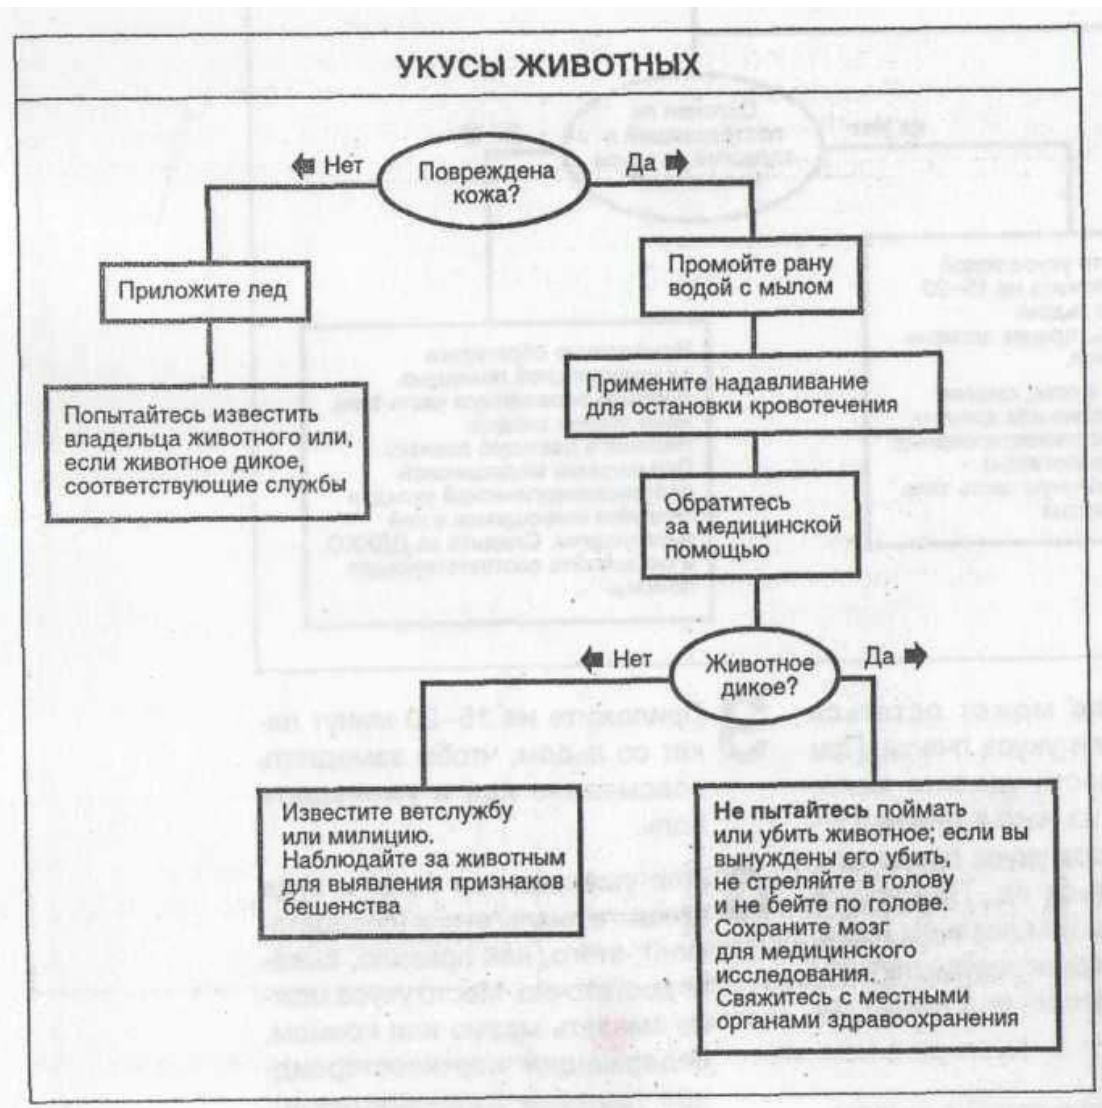 УКУСЫ ЖИВОТНЫХ
Нет
Повреждена
кожа?
Да
Приложите лед
Попытайтесь известить
владельца животного или,
если животное дикое,
соответствующие службы
Промойте рану
водой с мылом
Примените надавливание
для остановки кровотечения
Обратитесь
за медицинской
помощью
Нет
Животное
дикое?
Да
Известите ветслужбу
или милицию.
Наблюдайте за животным
для выявления признаков
бешенства
Не пытайтесь поймать
или убить животное; если вы
вынуждены его убить,
не стреляйте в голову
и не бейте по голове.
Сохраните мозг
для медицинского
исследования.
Свяжитесь с местными
органами здравоохранения